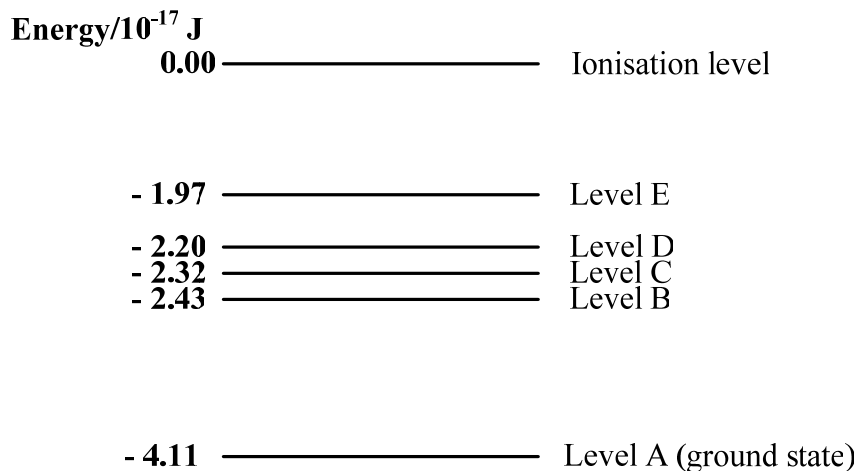 Energy/10⁻¹⁷ J
0.00 Ionisation level
- 1.97 Level E
- 2.20 Level D
- 2.32 Level C
- 2.43 Level B
- 4.11 Level A (ground state)